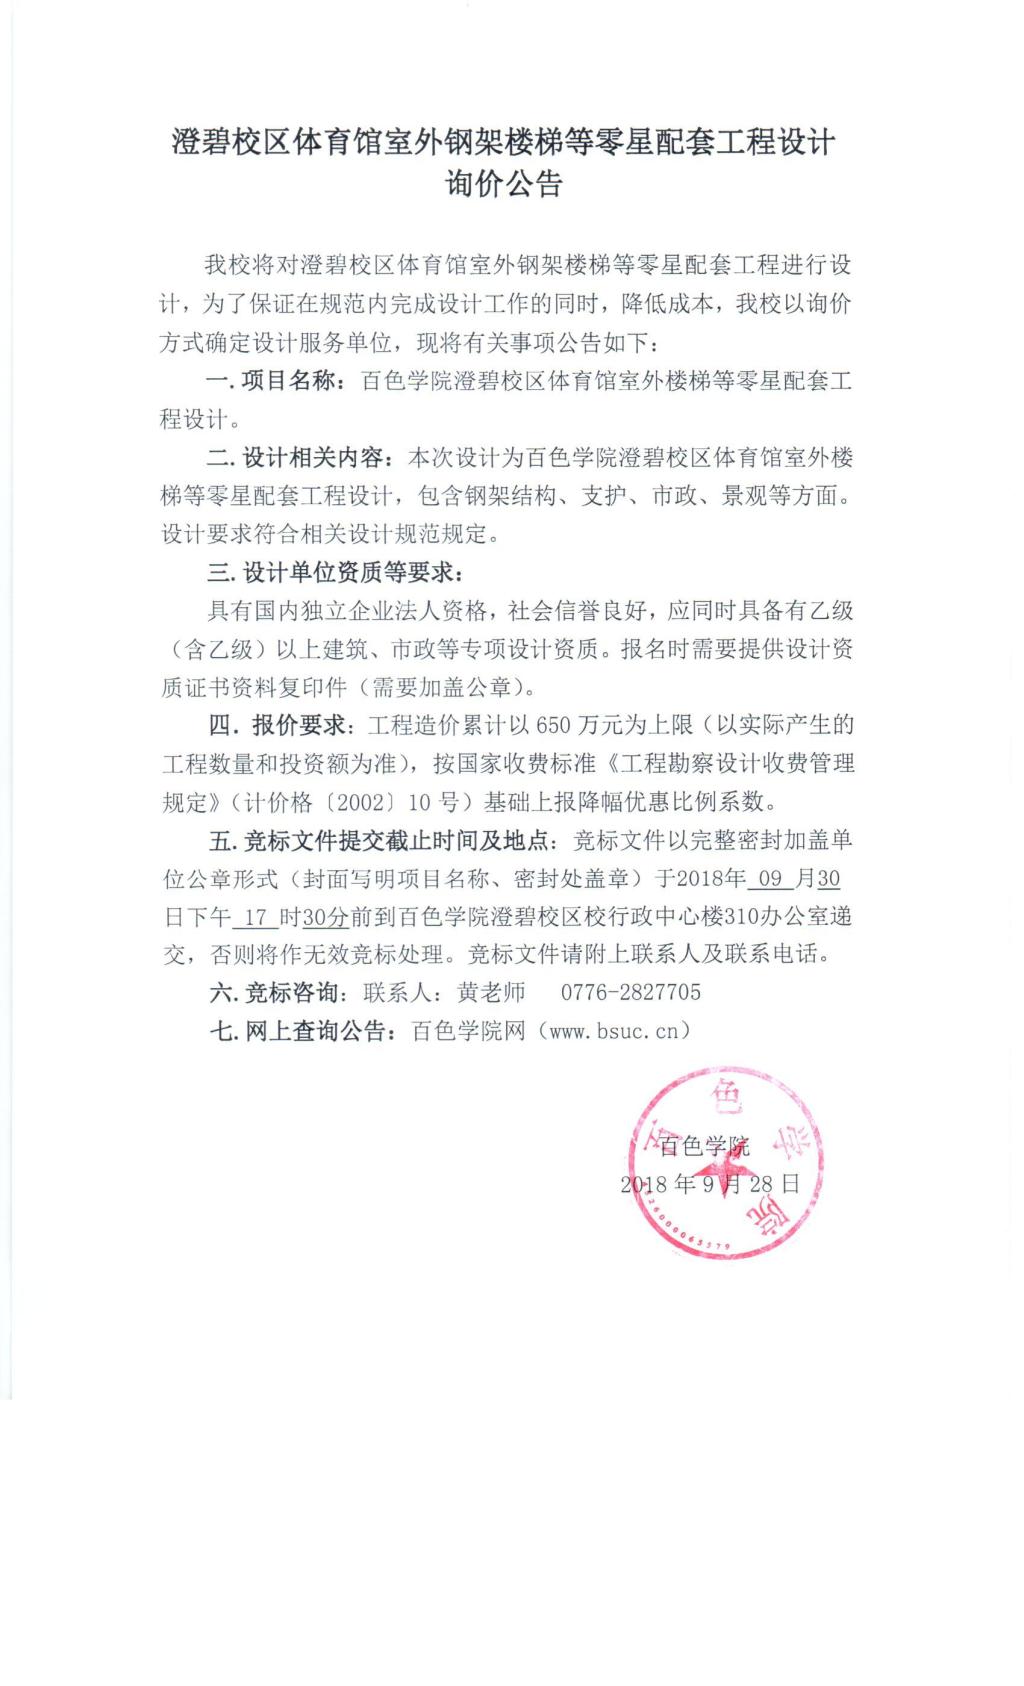 澄碧校区体育馆室外钢架楼梯等零星配套工程设计
询价公告
我校将对澄碧校区体育馆室外钢架楼梯等零星配套工程进行设
计，为了保证在规范内完成设计工作的同时，降低成本，我校以询价
方式确定设计服务单位，现将有关事项公告如下：
一.项目名称：百色学院澄碧校区体育馆室外楼梯等零星配套工
程设计。
二.设计相关内容：本次设计为百色学院澄碧校区体育馆室外楼
梯等零星配套工程设计，包含钢架结构、支护、市政、景观等方面。
设计要求符合相关设计规范规定。
三.设计单位资质等要求：
具有国内独立企业法人资格，社会信誉良好，应同时具备有乙级
（含乙级）以上建筑、市政等专项设计资质。报名时需要提供设计资
质证书资料复印件（需要加盖公章）。
四. 报价要求：工程造价累计以 650 万元为上限（以实际产生的
工程数量和投资额为准），按国家收费标准《工程勘察设计收费管理
规定》（计价格〔2002〕10 号）基础上报降幅优惠比例系数。
五.竞标文件提交截止时间及地点：竞标文件以完整密封加盖单
位公章形式（封面写明项目名称、密封处盖章）于2018年 09 月30
日下午 17 时30分前到百色学院澄碧校区校行政中心楼310办公室递
交，否则将作无效竞标处理。竞标文件请附上联系人及联系电话。
六.竞标咨询：联系人：黄老师 0776-2827705
七.网上查询公告：百色学院网（www.bsuc.cn）
百色学院
2018 年 9 月 28 日
百色学院